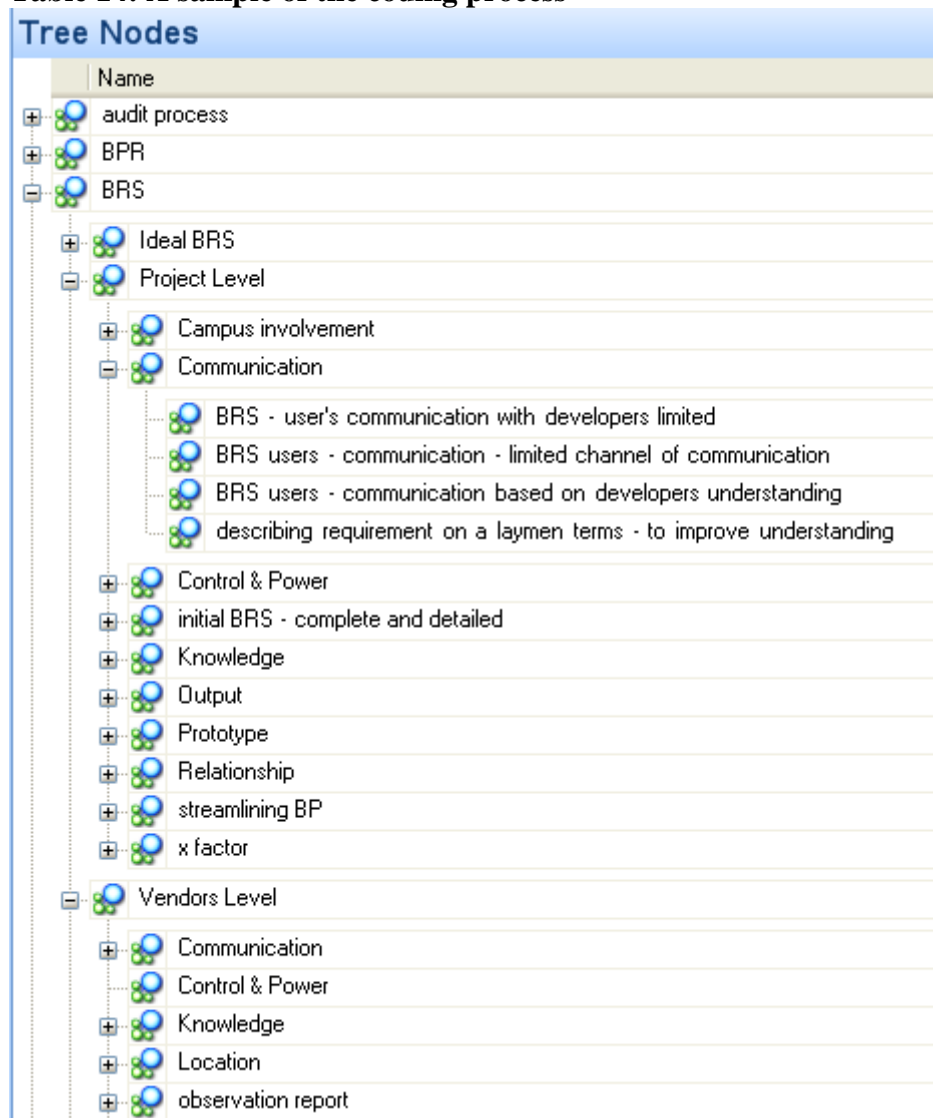 Table 14: A sample of the coding process
Tree Nodes
Name
audit process
BPR
BRS
Ideal BRS
Project Level
Campus involvement
Communication
BRS - user's communication with developers limited
BRS users - communication - limited channel of communication
BRS users - communication based on developers understanding
describing requirement on a laymen terms - to improve understanding
Control & Power
initial BRS - complete and detailed
Knowledge
Output
Prototype
Relationship
streamlining BP
x factor
Vendors Level
Communication
Control & Power
Knowledge
Location
observation report